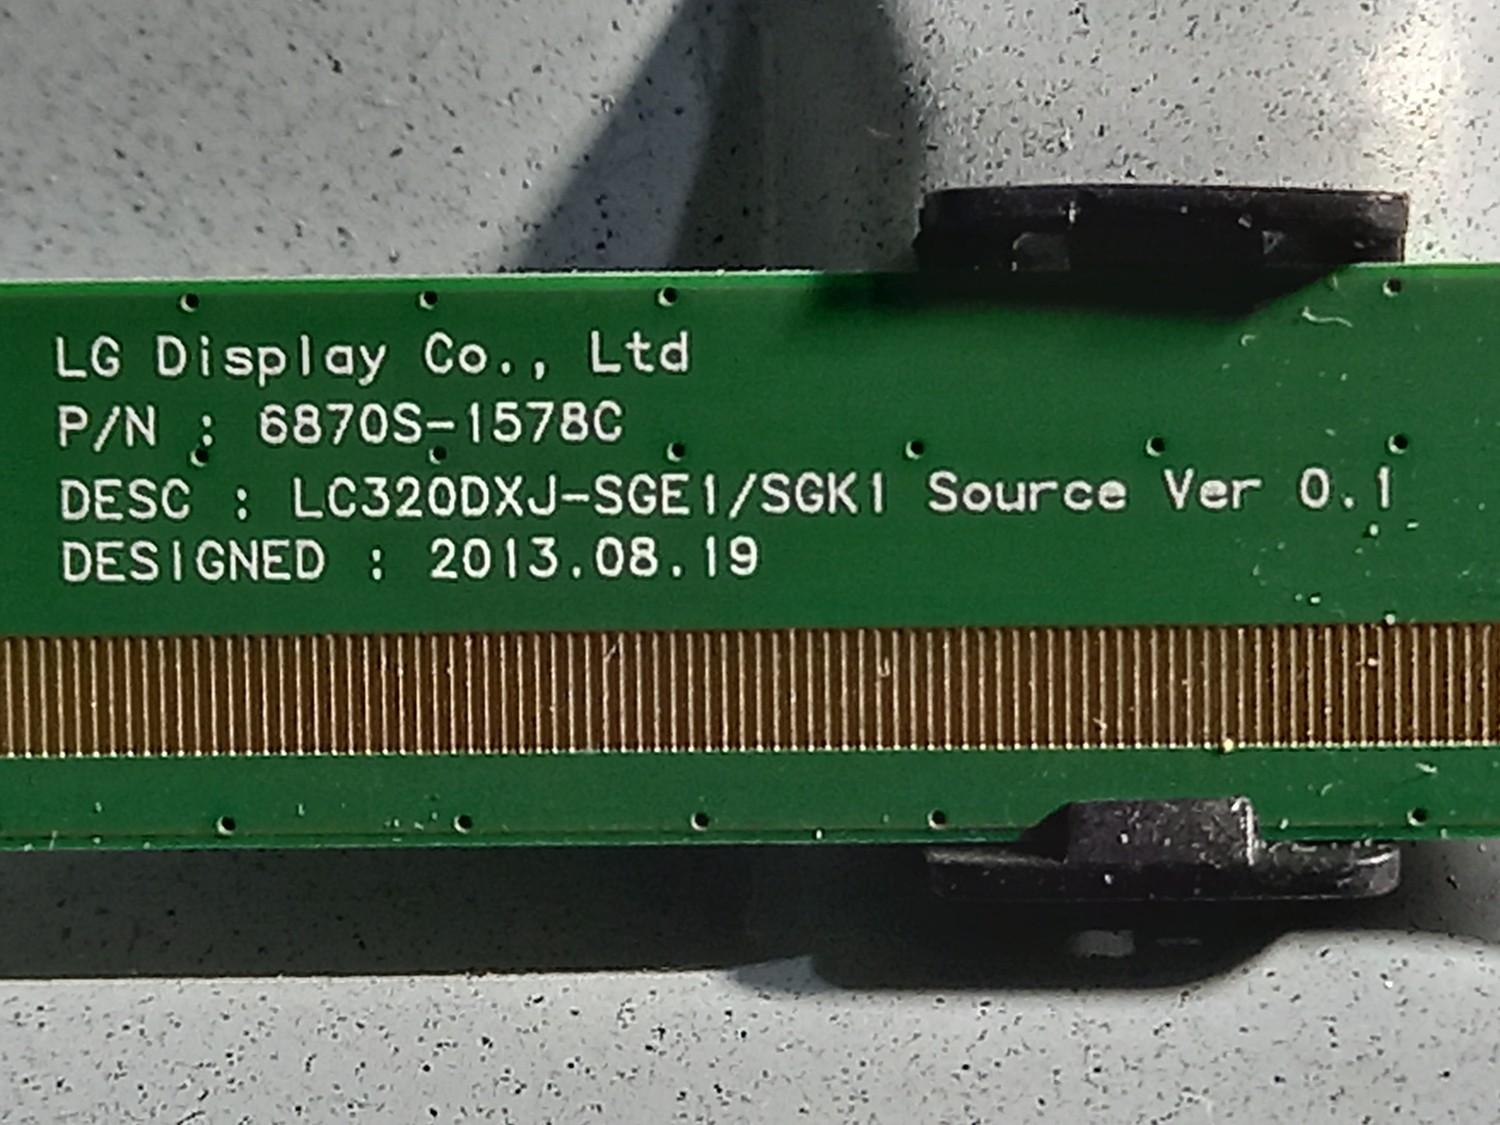 LG Display Co., Ltd
P/N : 6870S-1578C
DESC : LC320DXJ-SGE1/SGK1 Source Ver 0.1
DESIGNED : 2013.08.19